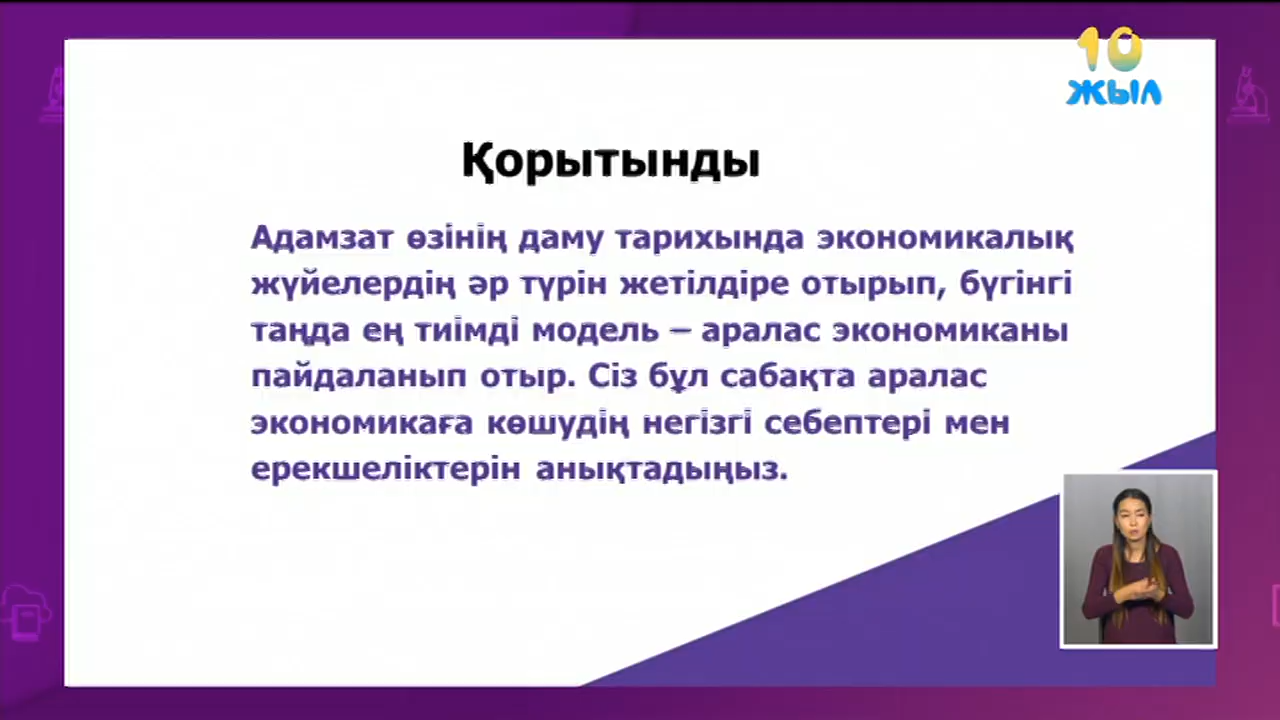 10
ЖЫЛ
Қорытынды
Адамзат өзінің даму тарихында экономикалық
жүйелердің әр түрін жетілдіре отырып, бүгінгі
таңда ең тиімді модель – аралас экономиканы
пайдаланып отыр. Сіз бұл сабақта аралас
экономикаға көшудің негізгі себептері мен
ерекшеліктерін анықтадыңыз.